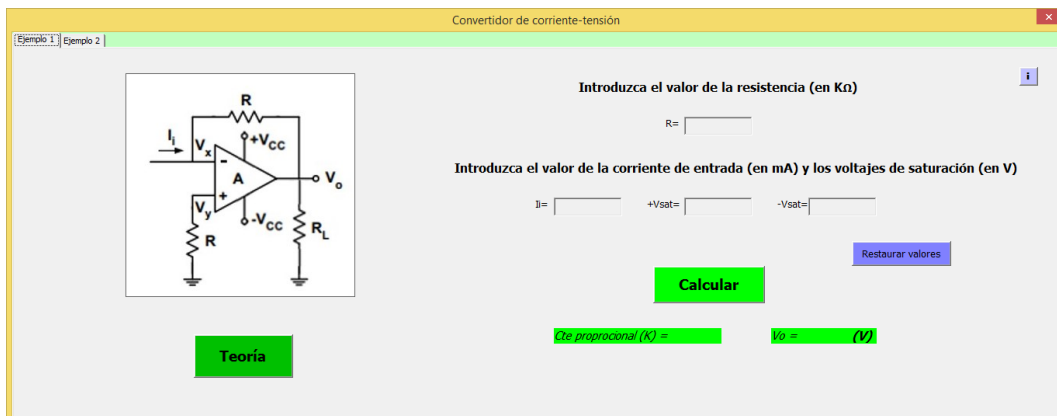 Convertidor de corriente-tensión
×
Ejemplo 1 Ejemplo 2
i
Introduzca el valor de la resistencia (en KΩ)
R=
R
Ii
Vx
+VCC
-
A
Vo
+
Vy
-VCC
R
RL
Introduzca el valor de la corriente de entrada (en mA) y los voltajes de saturación (en V)
Ii= +Vsat= -Vsat=
Restaurar valores
Calcular
Cte proprocional (K) = Vo = (V)
Teoría